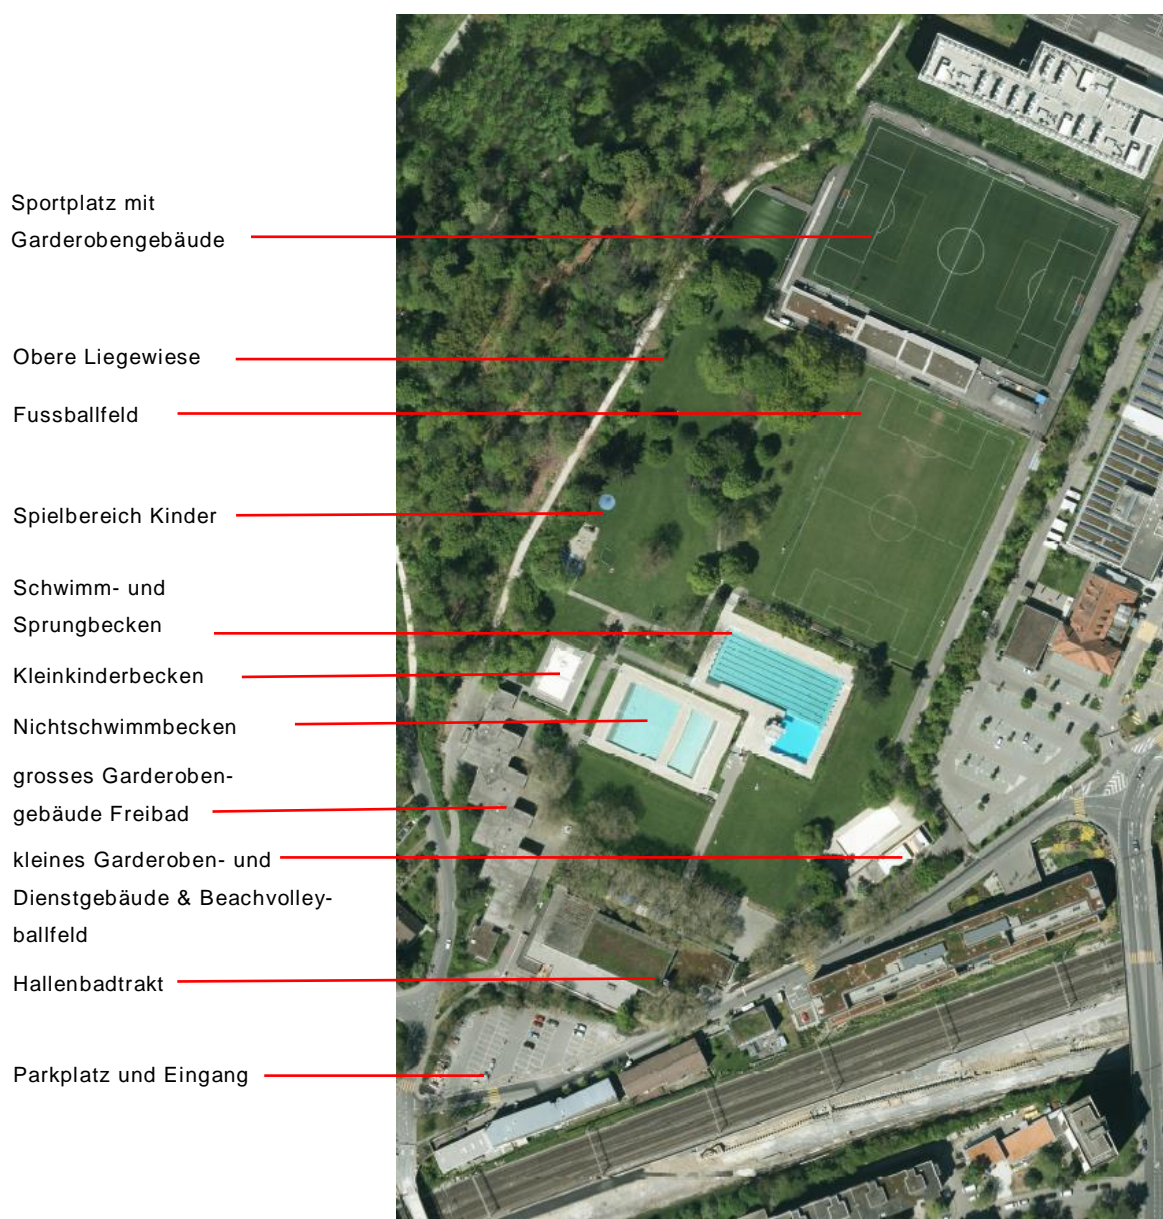 Sportplatz mit
Garderobengebäude
Obere Liegewiese
Fussballfeld
Spielbereich Kinder
Schwimm- und
Sprungbecken
Kleinkinderbecken
Nichtschwimmbecken
grosses Garderoben-
gebäude Freibad
kleines Garderoben- und
Dienstgebäude & Beachvolley-
ballfeld
Hallenbadtrakt
Parkplatz und Eingang